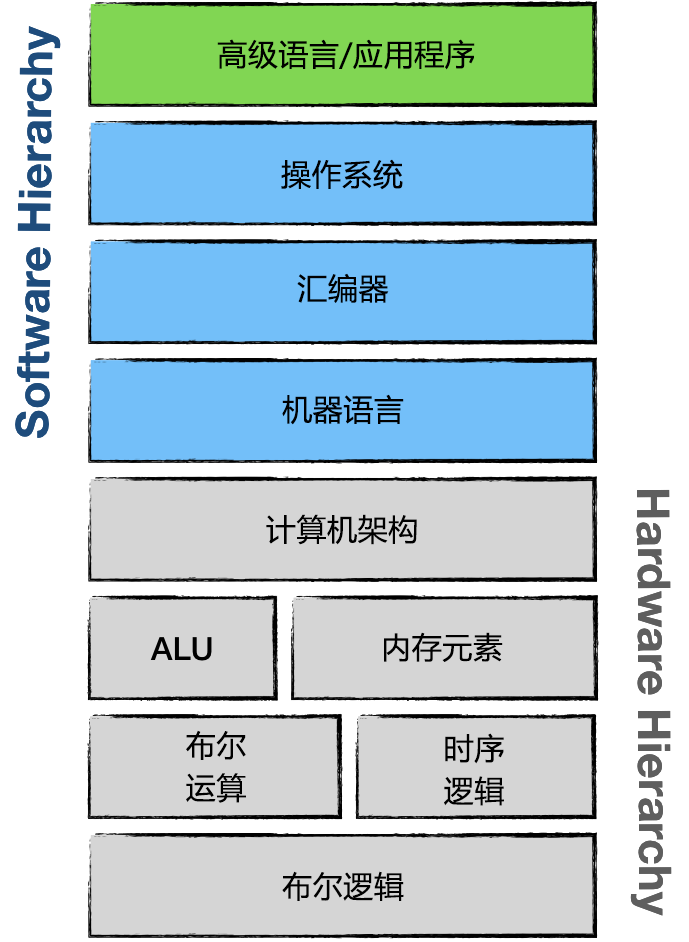 Software Hierarchy
高级语言/应用程序
操作系统
汇编器
机器语言
计算机架构
ALU
内存元素
布尔
运算
时序
逻辑
布尔逻辑
Hardware Hierarchy